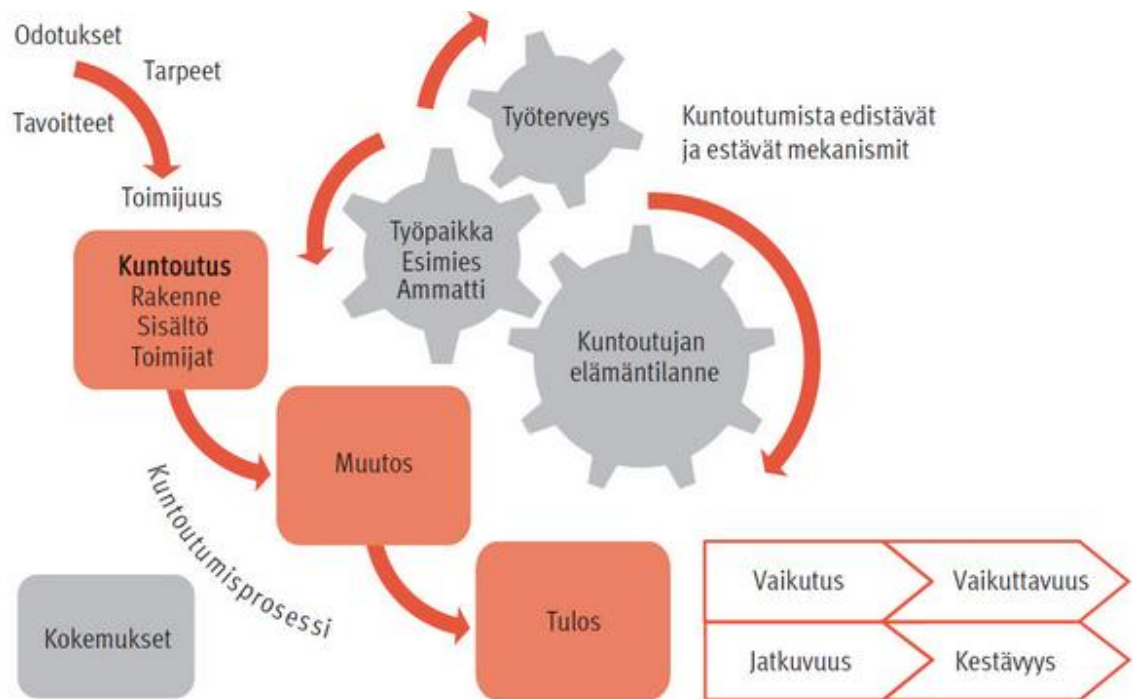 Odotukset
Tarpeet
Tavoitteet
Toimijuus
Kuntoutus
Rakenne
Sisältö
Toimijat
Työterveys
Työpaikka
Esimies
Ammatti
Kuntoutujan
elämäntilanne
Kuntoutumista edistävät
ja estävät mekanismit
Muutos
Kuntoutumisprosessi
Tulos
Kokemukset
Vaikutus
Vaikuttavuus
Jatkuvuus
Kestävyys